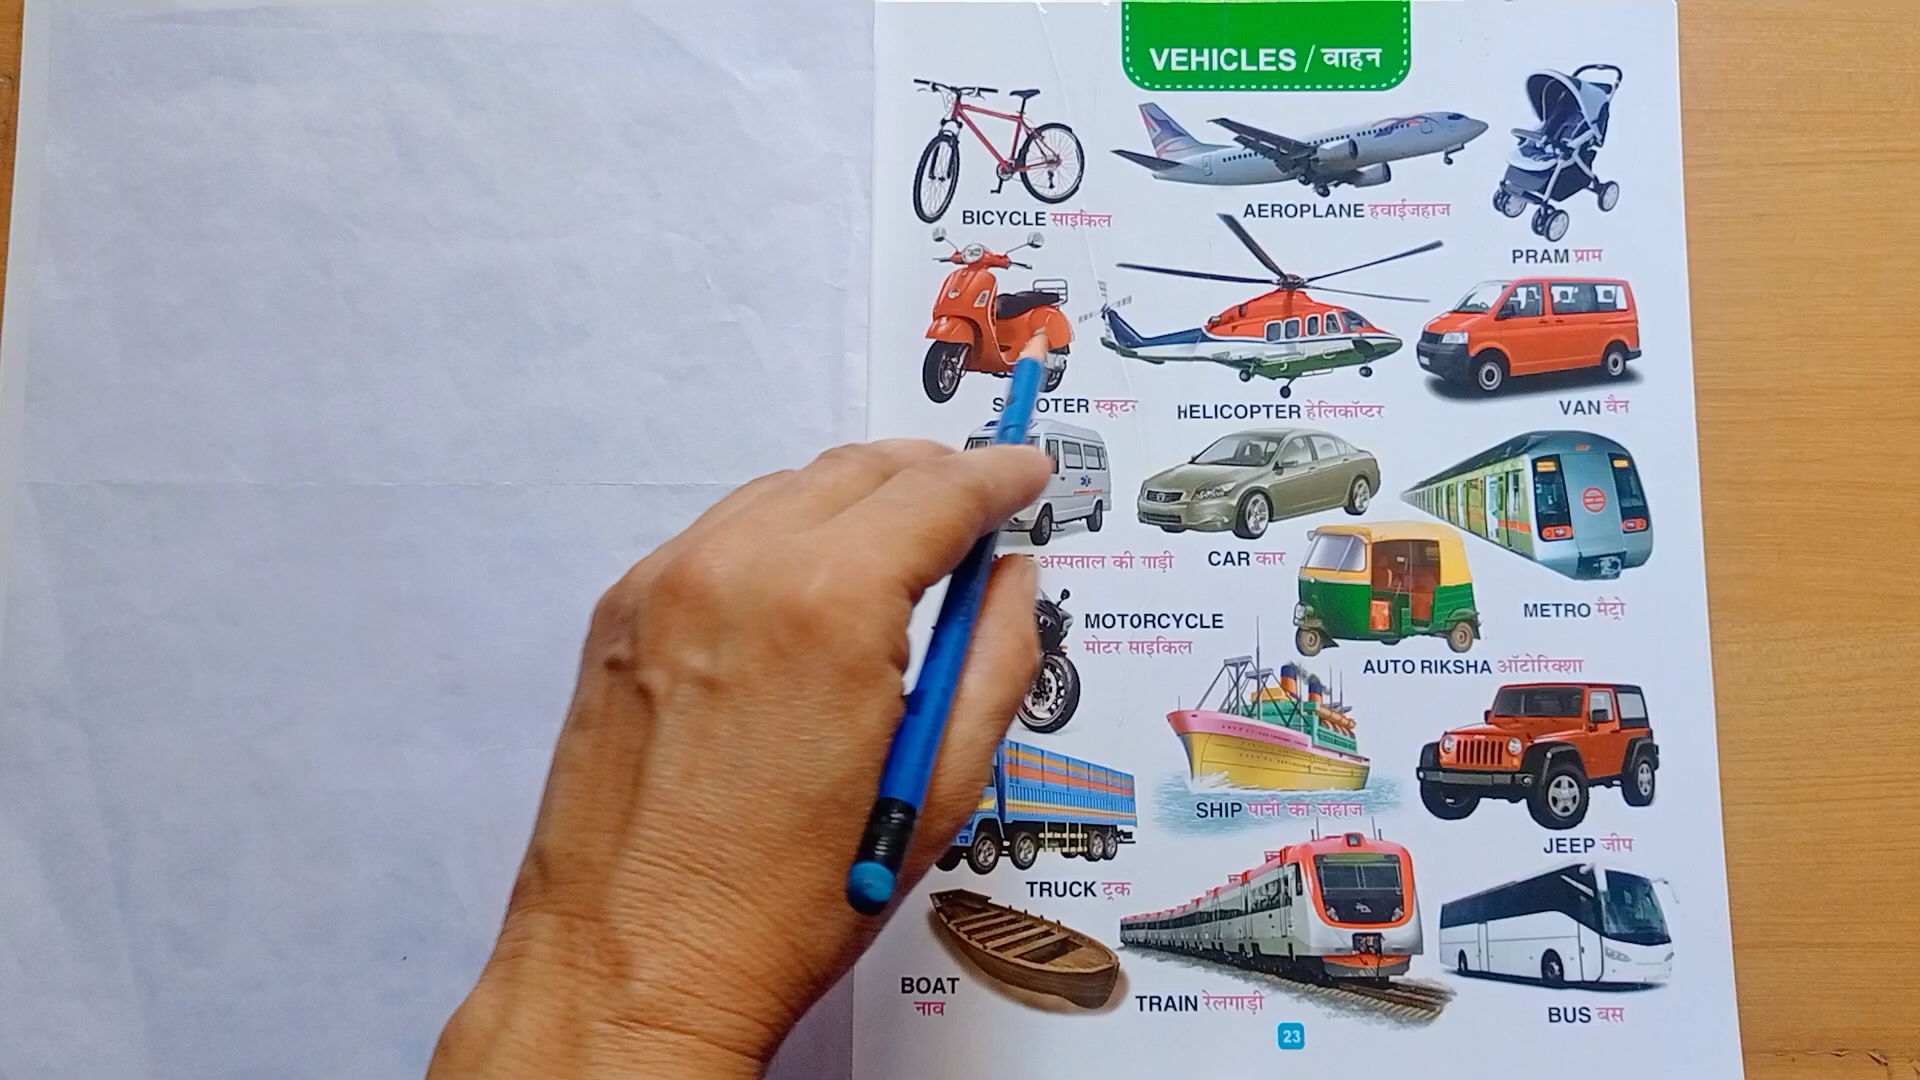 VEHICLES / वाहन
BICYCLE साइकिल
AEROPLANE हवाईजहाज
PRAM प्राम
स्कूटर
HELICOPTER हेलिकॉप्टर
VAN वैन
अस्पताल की गाड़ी
CAR कार
METRO मैट्रो
MOTORCYCLE
मोटर साइकिल
AUTO RIKSHA ऑटोरिक्शा
SHIP पानी का जहाज
JEEP जीप
TRUCK ट्रक
BOAT
नाव
TRAIN रेलगाड़ी
BUS बस
23